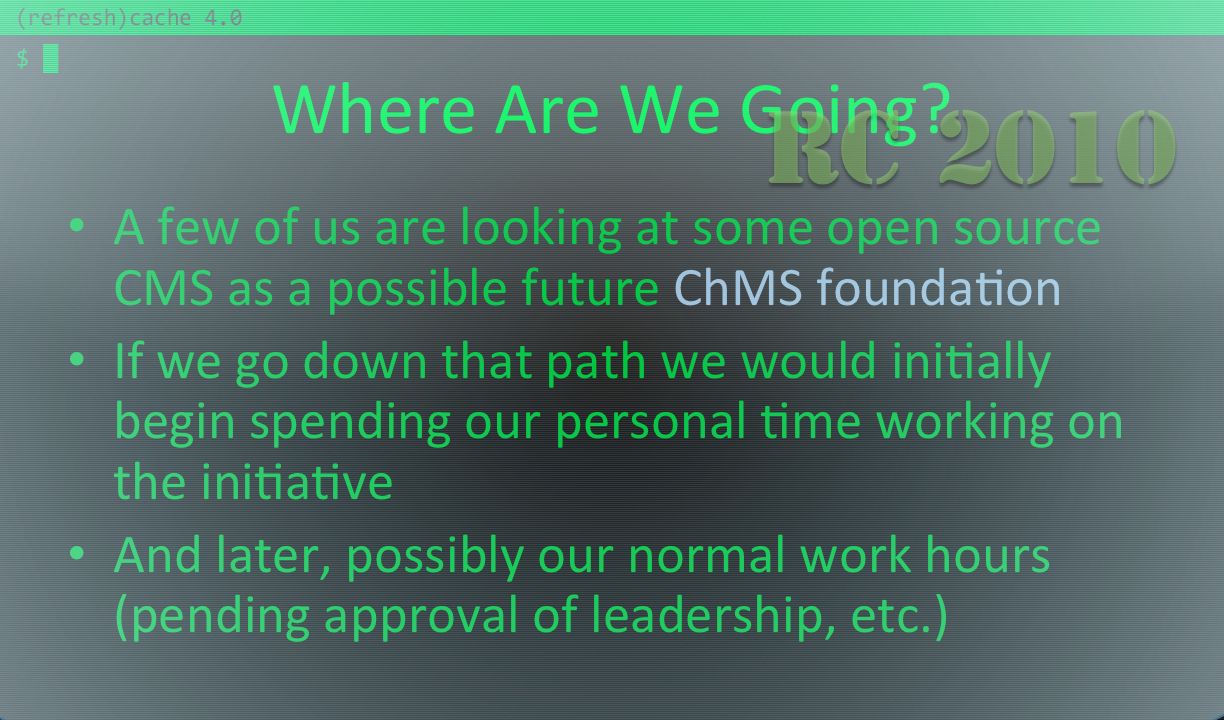 (refresh)cache 4.0
$
Where Are We Going?
RC 2010
• A few of us are looking at some open source
CMS as a possible future ChMS foundation
• If we go down that path we would initially
begin spending our personal time working on
the initiative
• And later, possibly our normal work hours
(pending approval of leadership, etc.)